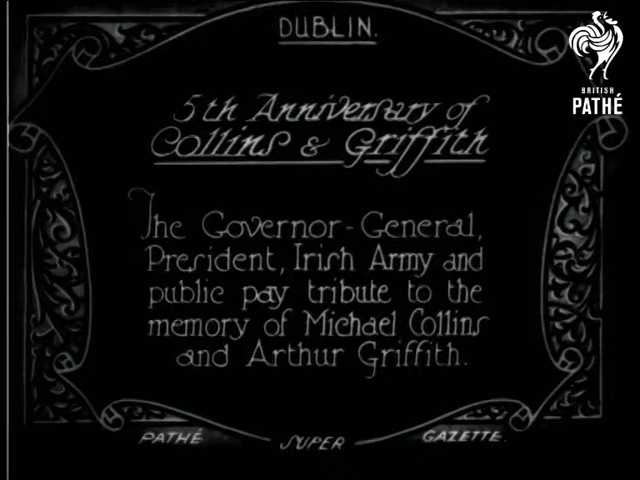 DUBLIN.
BRITISH
PATHÉ
5th Anniversary of
Collins & Griffith
The Governor-General,
President, Irish Army and
public pay tribute to the
memory of Michael Collins
and Arthur Griffith.
PATHÉ SUPER GAZETTE.